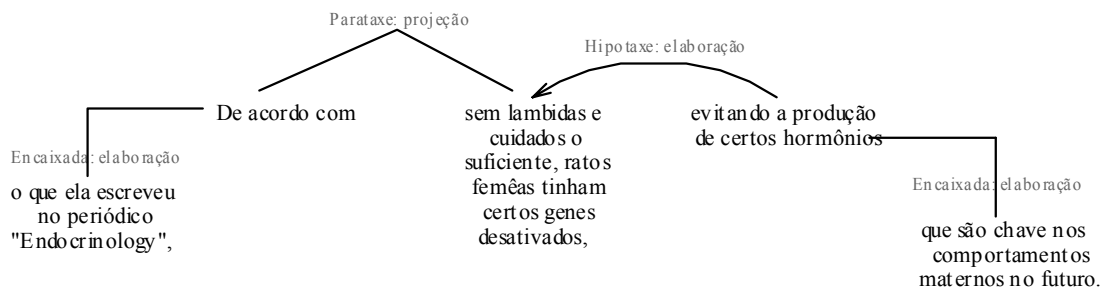 Parataxe: projeção
Hipotaxe: elaboração
De acordo com
sem lambidas e
cuidados o
suficiente, ratos
femêas tinham
certos genes
desativados,
evitando a produção
de certos hormônios
Encaixada: elaboração
o que ela escreveu
no periódico
"Endocrinology",
Encaixada: elaboração
que são chave nos
comportamentos
maternos no futuro.